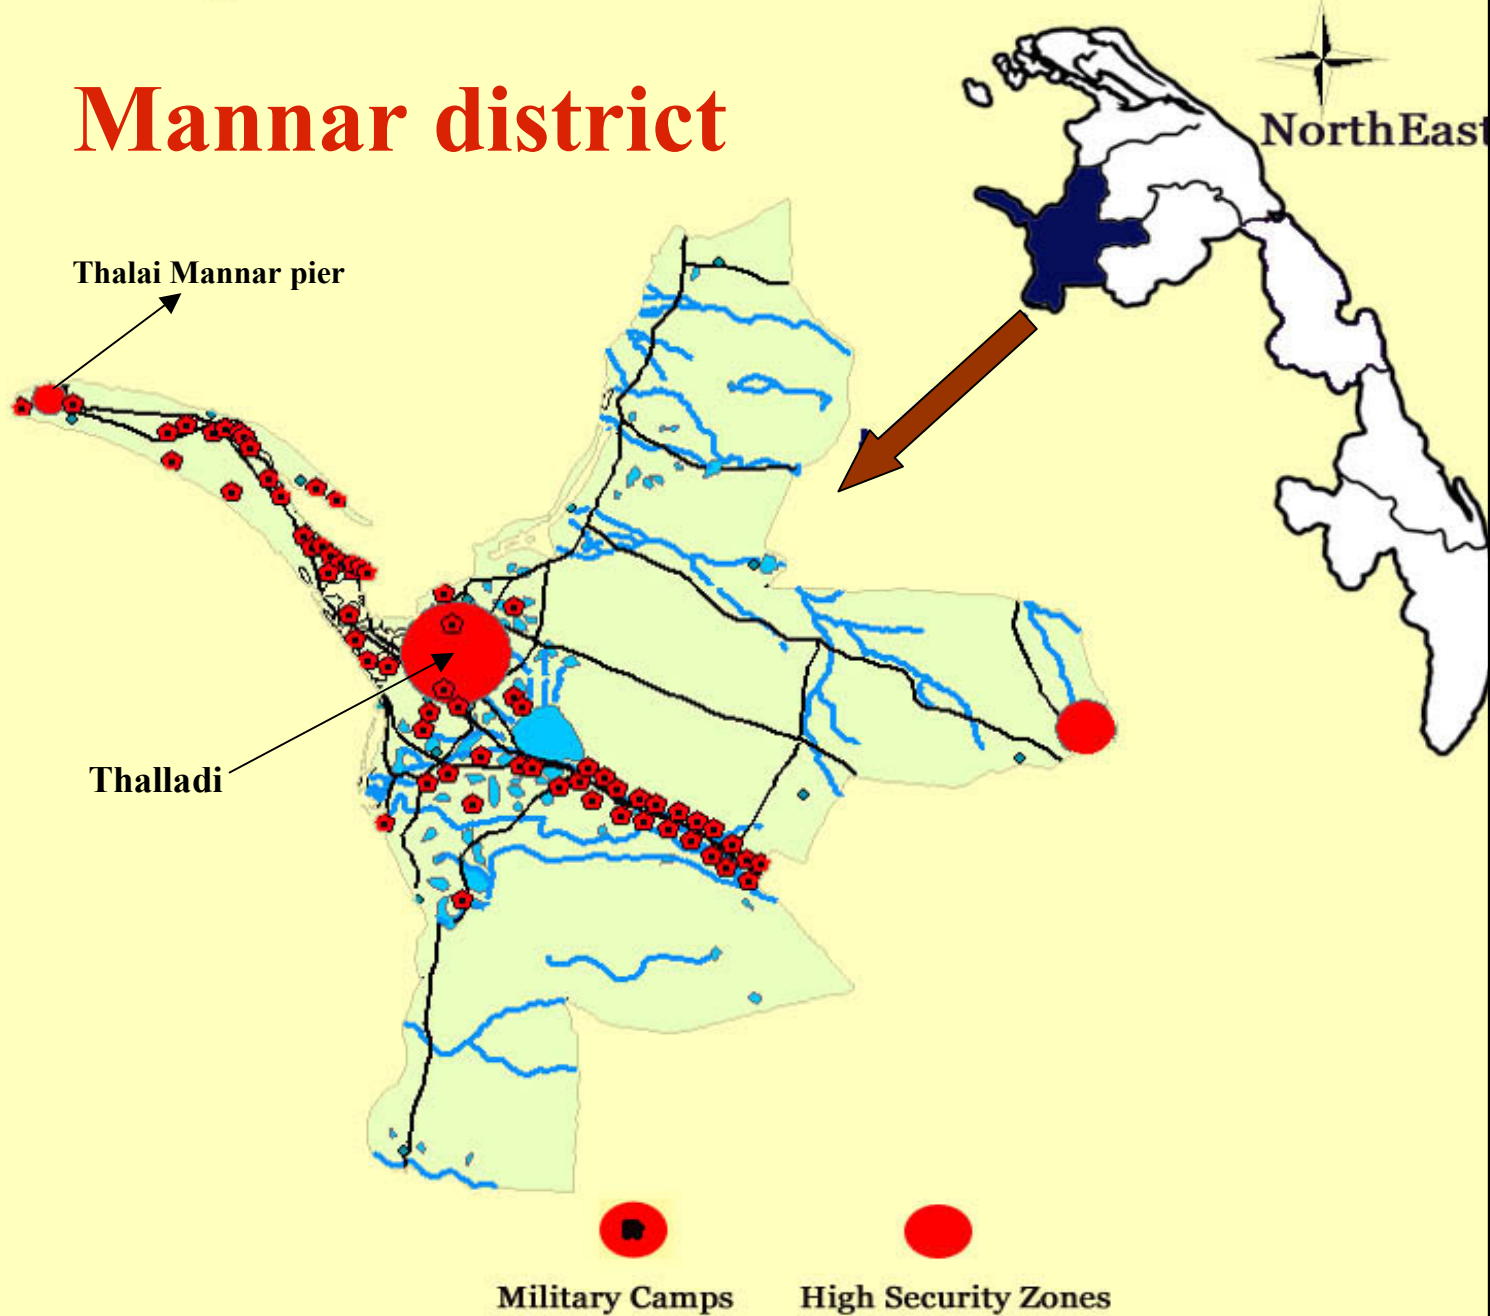 Mannar district
NorthEast
Thalai Mannar pier
Thalladi
Military Camps
High Security Zones